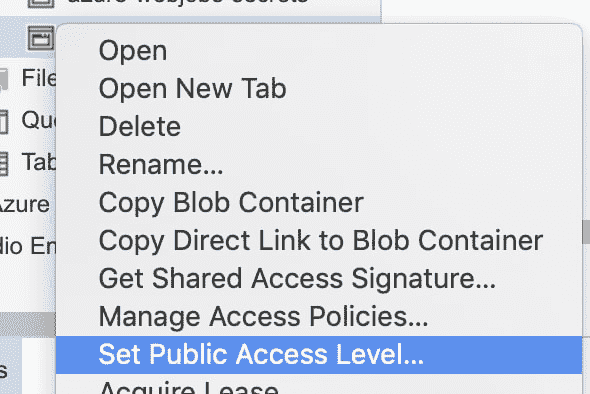 azure-webjobs-secrets
Open
Open New Tab
File
Delete
Que
Rename...
Tab
Copy Blob Container
Azure
Copy Direct Link to Blob Container
dio En
Get Shared Access Signature...
Manage Access Policies...
Set Public Access Level...
s
Acquire Lease